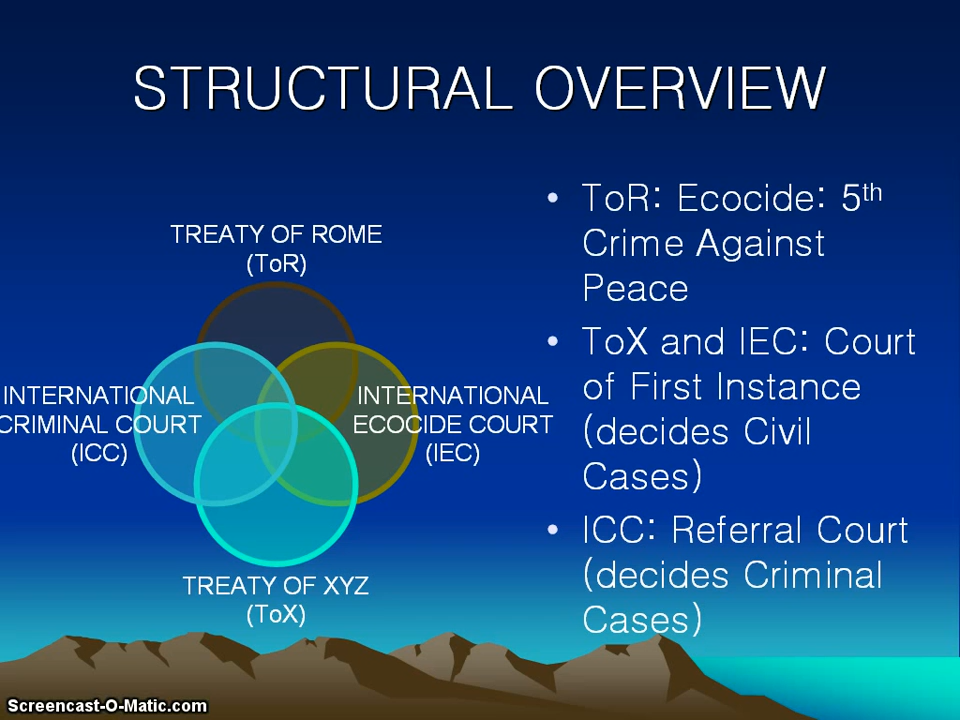 STRUCTURAL OVERVIEW
TREATY OF ROME
(ToR)
INTERNATIONAL
CRIMINAL COURT
(ICC)
INTERNATIONAL
ECOCIDE COURT
(IEC)
TREATY OF XYZ
(ToX)
• ToR: Ecocide: 5th
Crime Against
Peace
• ToX and IEC: Court
of First Instance
(decides Civil
Cases)
• ICC: Referral Court
(decides Criminal
Cases)
Screencast-O-Matic.com